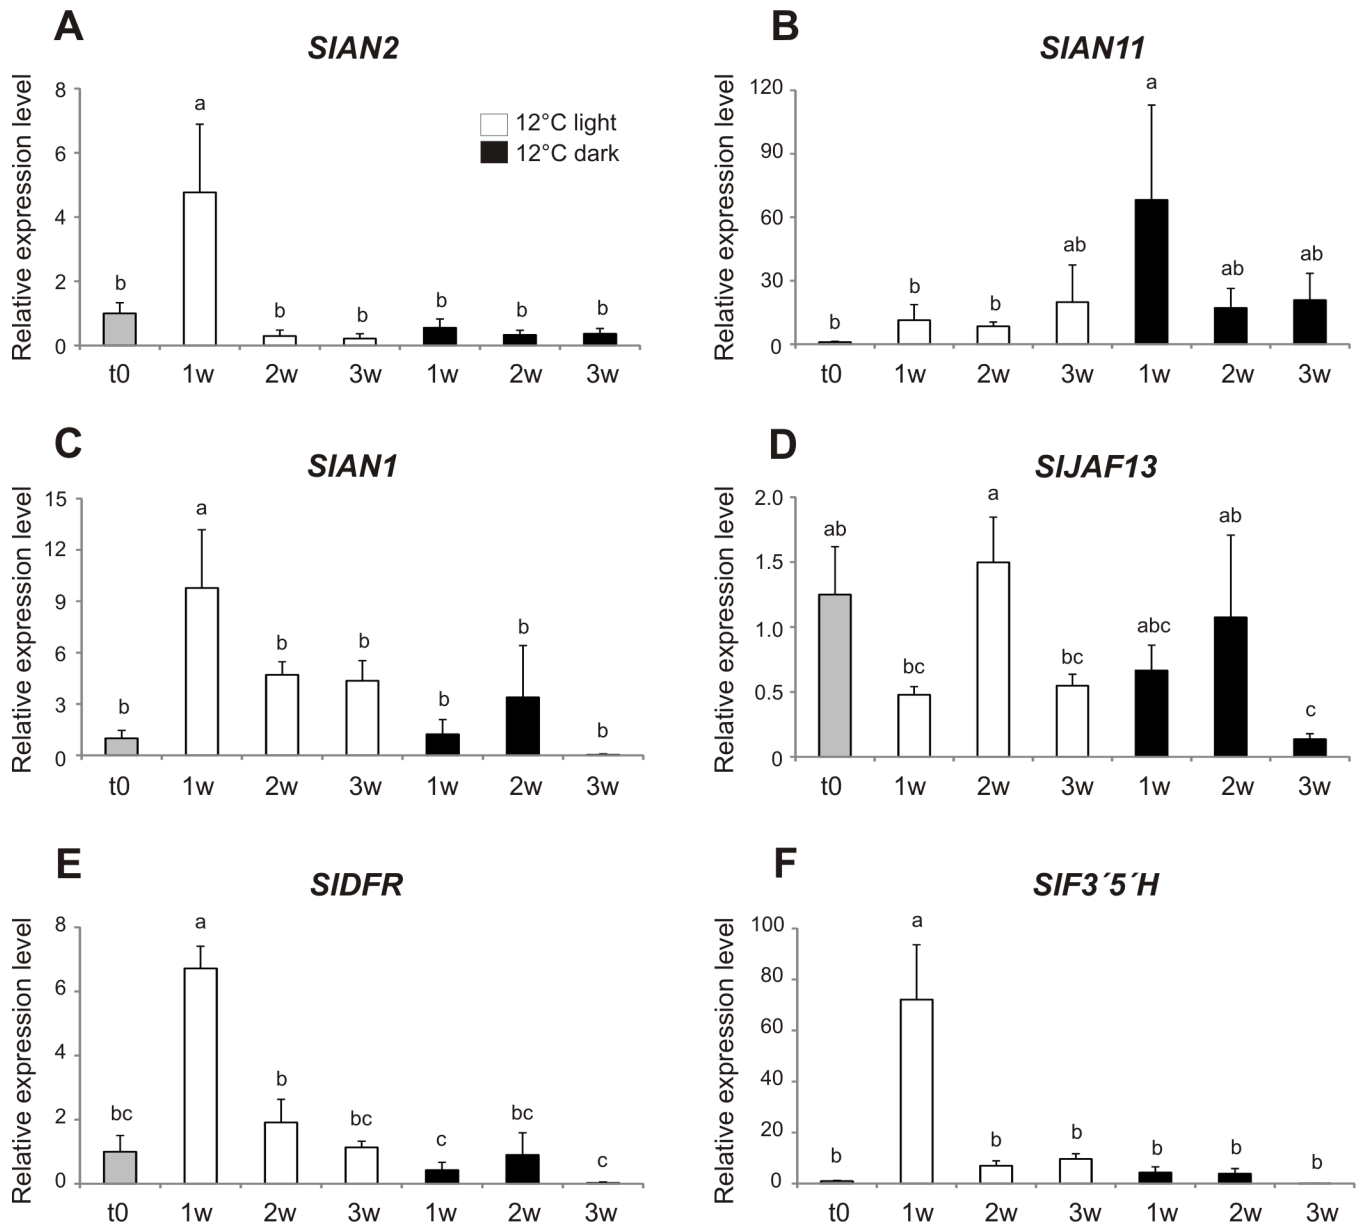 A
SlAN2
Relative expression level
8
6
4
2
0
a
b
b
b
b
b
b
12°C light
12°C dark
t0 1w 2w 3w 1w 2w 3w
B
SlAN11
Relative expression level
120
90
60
30
0
b
b
b
ab
a
ab
ab
t0 1w 2w 3w 1w 2w 3w
C
SlAN1
Relative expression level
15
12
9
6
3
0
b
a
b
b
b
b
b
t0 1w 2w 3w 1w 2w 3w
D
SlJAF13
Relative expression level
2.0
1.5
1.0
0.5
0
ab
bc
a
bc
abc
ab
c
t0 1w 2w 3w 1w 2w 3w
E
SlDFR
Relative expression level
8
6
4
2
0
bc
a
b
bc
c
bc
c
t0 1w 2w 3w 1w 2w 3w
F
SlF3´5´H
Relative expression level
100
80
60
40
20
0
b
a
b
b
b
b
b
t0 1w 2w 3w 1w 2w 3w